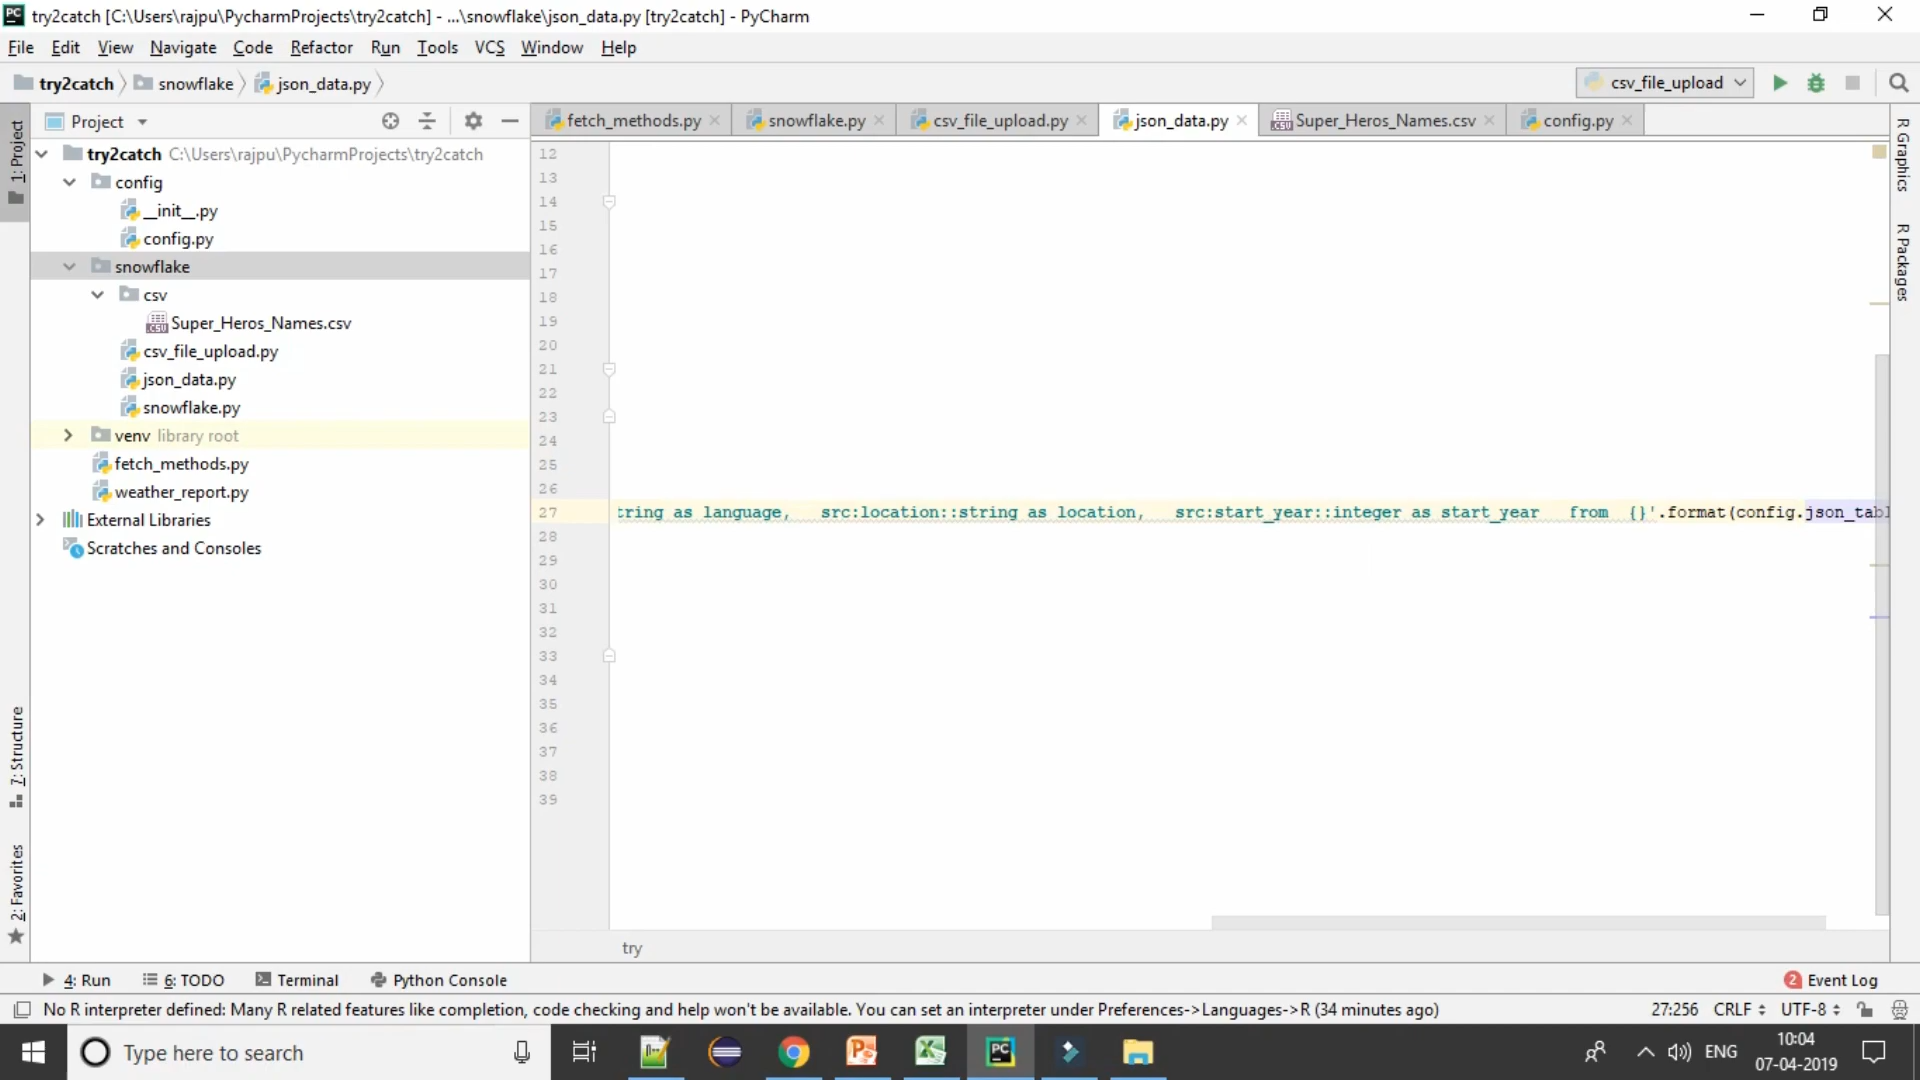 try2catch [C:\Users\rajpu\PycharmProjects\try2catch] - ...\snowflake\json_data.py [try2catch] - PyCharm
File Edit View Navigate Code Refactor Run Tools VCS Window Help
try2catch snowflake json_data.py csv_file_upload
Project
fetch_methods.py snowflake.py csv_file_upload.py json_data.py Super_Heros_Names.csv config.py
1: Project
7: Structure
2: Favorites
try2catch C:\Users\rajpu\PycharmProjects\try2catch
config
__init__.py
config.py
snowflake
csv
Super_Heros_Names.csv
csv_file_upload.py
json_data.py
snowflake.py
venv library root
fetch_methods.py
weather_report.py
External Libraries
Scratches and Consoles
12
13
14
15
16
17
18
19
20
21
22
23
24
25
26
27 tring as language,   src:location::string as location,   src:start_year::integer as start_year   from  {}'.format(config.json_tabl
28
29
30
31
32
33
34
35
36
37
38
39
try
R Graphics
R Packages
4: Run 6: TODO Terminal Python Console 2 Event Log
No R interpreter defined: Many R related features like completion, code checking and help won't be available. You can set an interpreter under Preferences->Languages->R (34 minutes ago) 27:256 CRLF UTF-8
Type here to search
ENG
10:04
07-04-2019